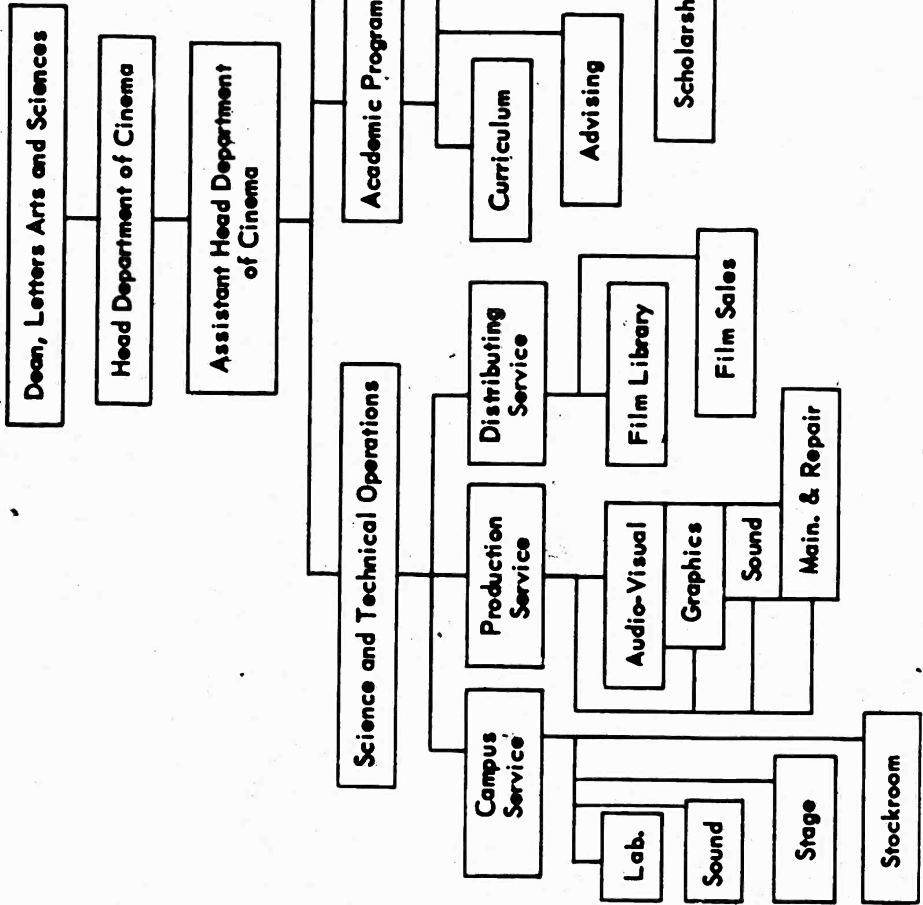 Dean, Letters Arts and Sciences
Head Department of Cinema
Assistant Head Department
of Cinema
Science and Technical Operations
Academic Program
Campus
Service
Production
Service
Distributing
Service
Curriculum
Advising
Scholarsh
Lab.
Sound
Stage
Stockroom
Audio-Visual
Graphics
Sound
Main. & Repair
Film Library
Film Sales